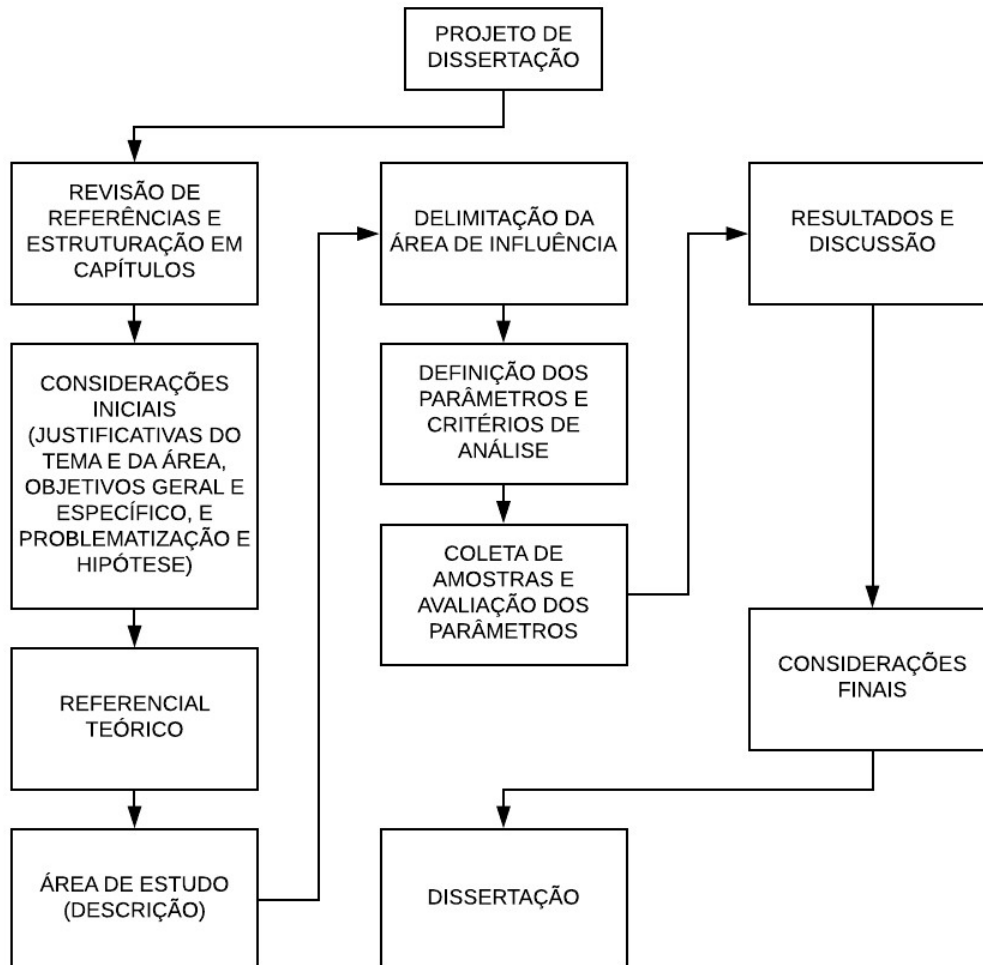 PROJETO DE
DISSERTAÇÃO
REVISÃO DE
REFERÊNCIAS E
ESTRUTURAÇÃO EM
CAPÍTULOS
CONSIDERAÇÕES
INICIAIS
(JUSTIFICATIVAS DO
TEMA E DA ÁREA,
OBJETIVOS GERAL E
ESPECÍFICO, E
PROBLEMATIZAÇÃO E
HIPÓTESE)
REFERENCIAL
TEÓRICO
ÁREA DE ESTUDO
(DESCRIÇÃO)
DELIMITAÇÃO DA
ÁREA DE INFLUÊNCIA
DEFINIÇÃO DOS
PARÂMETROS E
CRITÉRIOS DE
ANÁLISE
COLETA DE
AMOSTRAS E
AVALIAÇÃO DOS
PARÂMETROS
RESULTADOS E
DISCUSSÃO
CONSIDERAÇÕES
FINAIS
DISSERTAÇÃO